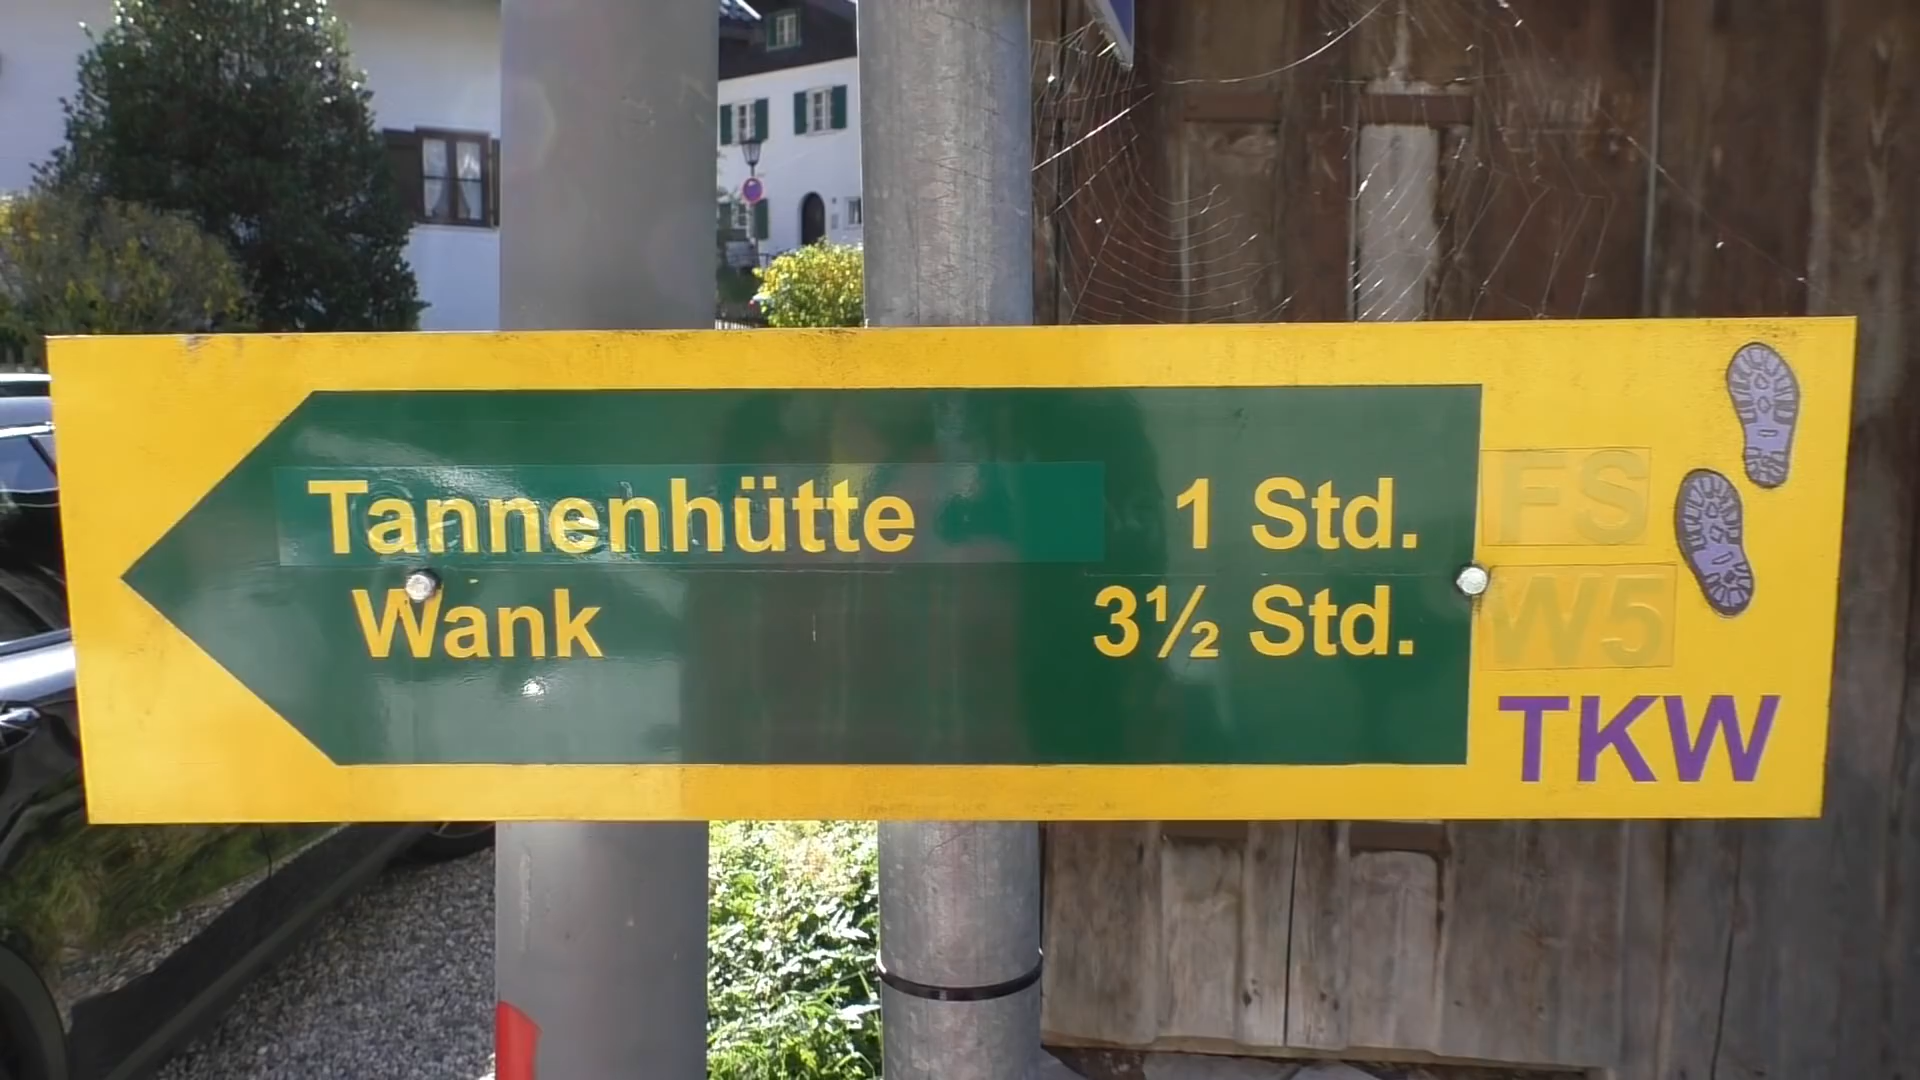 Tannenhütte 1 Std. FS
Wank 3½ Std. W5
TKW